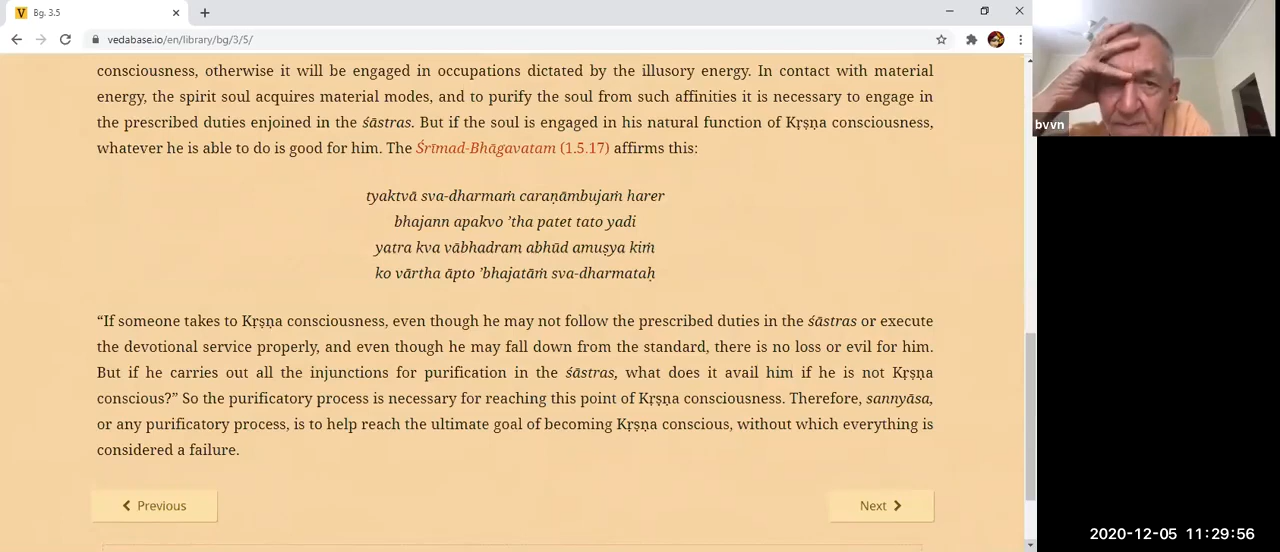 Bg. 3.5
vedabase.io/en/library/bg/3/5/
consciousness, otherwise it will be engaged in occupations dictated by the illusory energy. In contact with material
energy, the spirit soul acquires material modes, and to purify the soul from such affinities it is necessary to engage in
the prescribed duties enjoined in the śāstras. But if the soul is engaged in his natural function of Kṛṣṇa consciousness,
whatever he is able to do is good for him. The Śrīmad-Bhāgavatam (1.5.17) affirms this:
tyaktvā sva-dharmaṁ caraṇāmbujaṁ harer
bhajann apakvo ’tha patet tato yadi
yatra kva vābhadram abhūd amuṣya kiṁ
ko vārtha āpto ’bhajatāṁ sva-dharmataḥ
“If someone takes to Kṛṣṇa consciousness, even though he may not follow the prescribed duties in the śāstras or execute
the devotional service properly, and even though he may fall down from the standard, there is no loss or evil for him.
But if he carries out all the injunctions for purification in the śāstras, what does it avail him if he is not Kṛṣṇa
conscious?” So the purificatory process is necessary for reaching this point of Kṛṣṇa consciousness. Therefore, sannyāsa,
or any purificatory process, is to help reach the ultimate goal of becoming Kṛṣṇa conscious, without which everything is
considered a failure.
Previous
Next
bvvn
2020-12-05 11:29:56